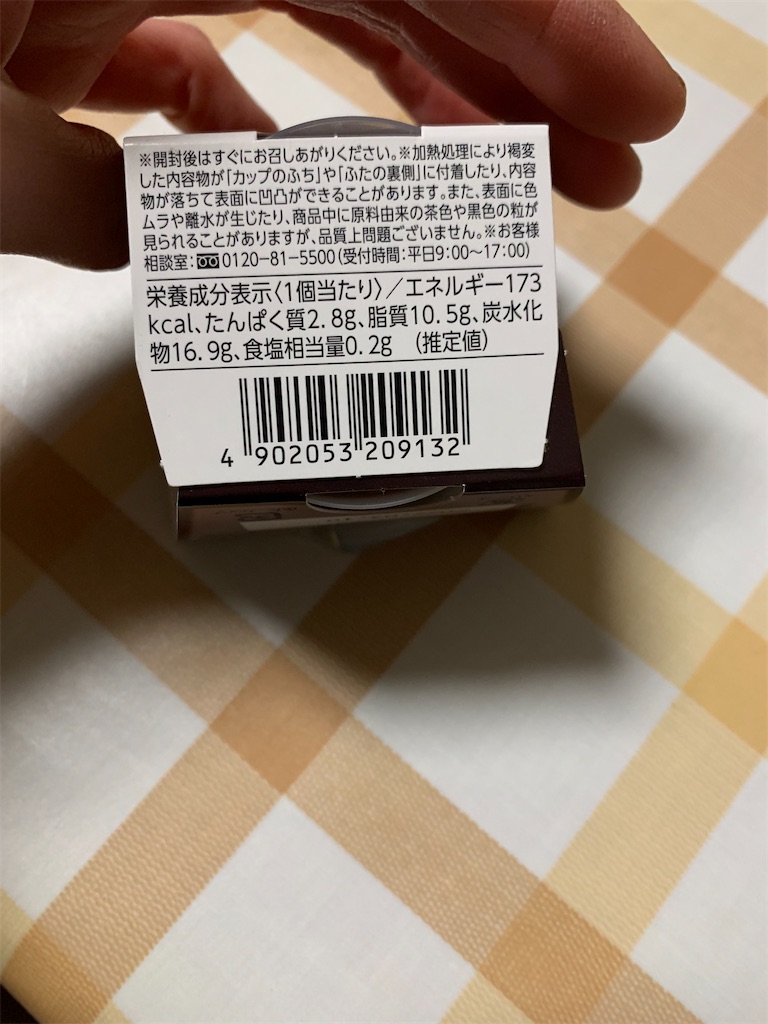 ※開封後はすぐにお召しあがりください。※加熱処理により褐変
した内容物が「カップのふち」や「ふたの裏側」に付着したり、内容
物が落ちて表面に凹凸ができることがあります。また、表面に色
ムラや離水が生じたり、商品中に原料由来の茶色や黒色の粒が
見られることがありますが、品質上問題ございません。※お客様
相談室:0120-81-5500(受付時間:平日9:00〜17:00)
栄養成分表示〈1個当たり〉/エネルギー173
kcal、たんぱく質2.8g、脂質10.5g、炭水化
物16.9g、食塩相当量0.2g (推定値)
4 902053 209132